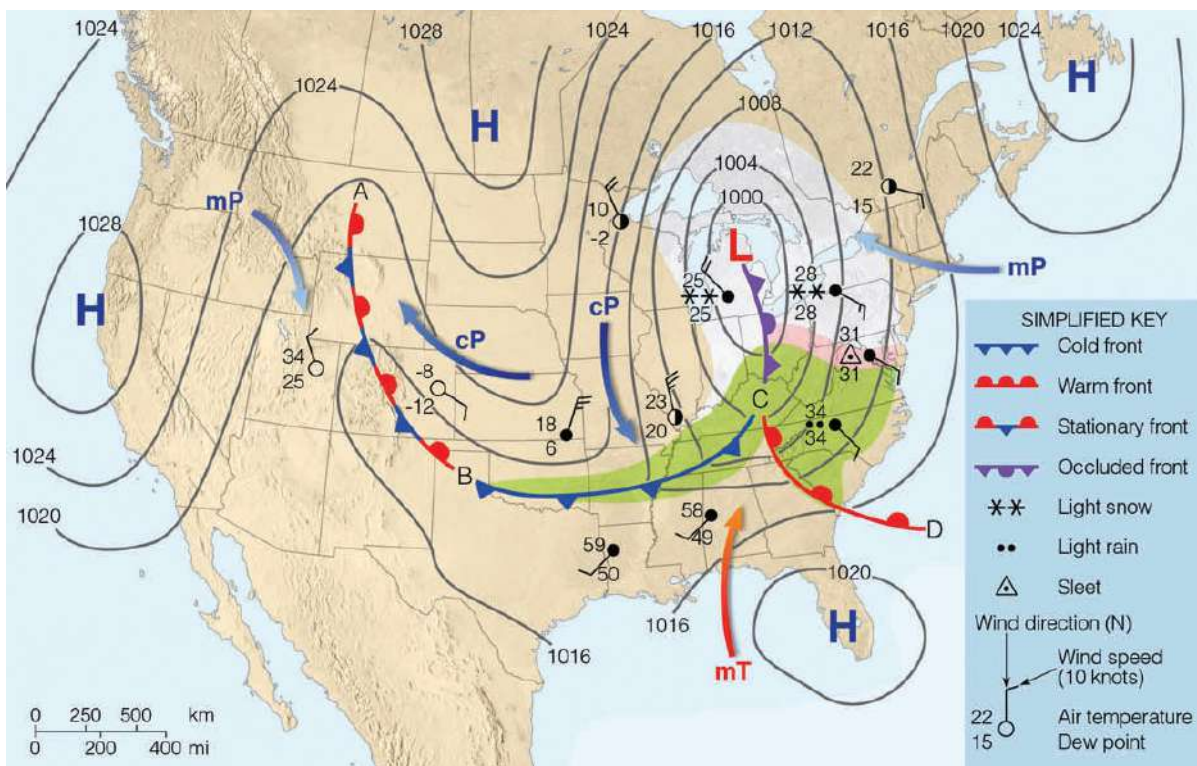 1024
1028
1024
1016
1012
1016
1020
1024
H
H
1024
1008
1004
1000
A
mP
22
15
10
-2
1028
L
mP
H
25
25
28
28
cP
cP
31
31
34
25
-8
-12
C
23
20
34
34
18
6
B
1024
1020
58
49
D
59
50
1020
H
1016
1016
mT
SIMPLIFIED KEY
Cold front
Warm front
Stationary front
Occluded front
Light snow
Light rain
Sleet
Wind direction (N)
Wind speed
(10 knots)
22 Air temperature
15 Dew point
0 250 500 km
0 200 400 mi